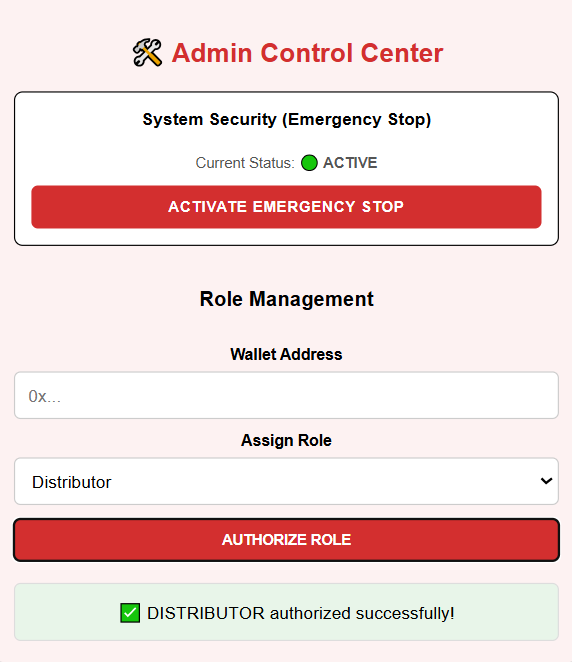 Admin Control Center
System Security (Emergency Stop)
Current Status: ACTIVE
ACTIVATE EMERGENCY STOP
Role Management
Wallet Address
0x...
Assign Role
Distributor
AUTHORIZE ROLE
DISTRIBUTOR authorized successfully!